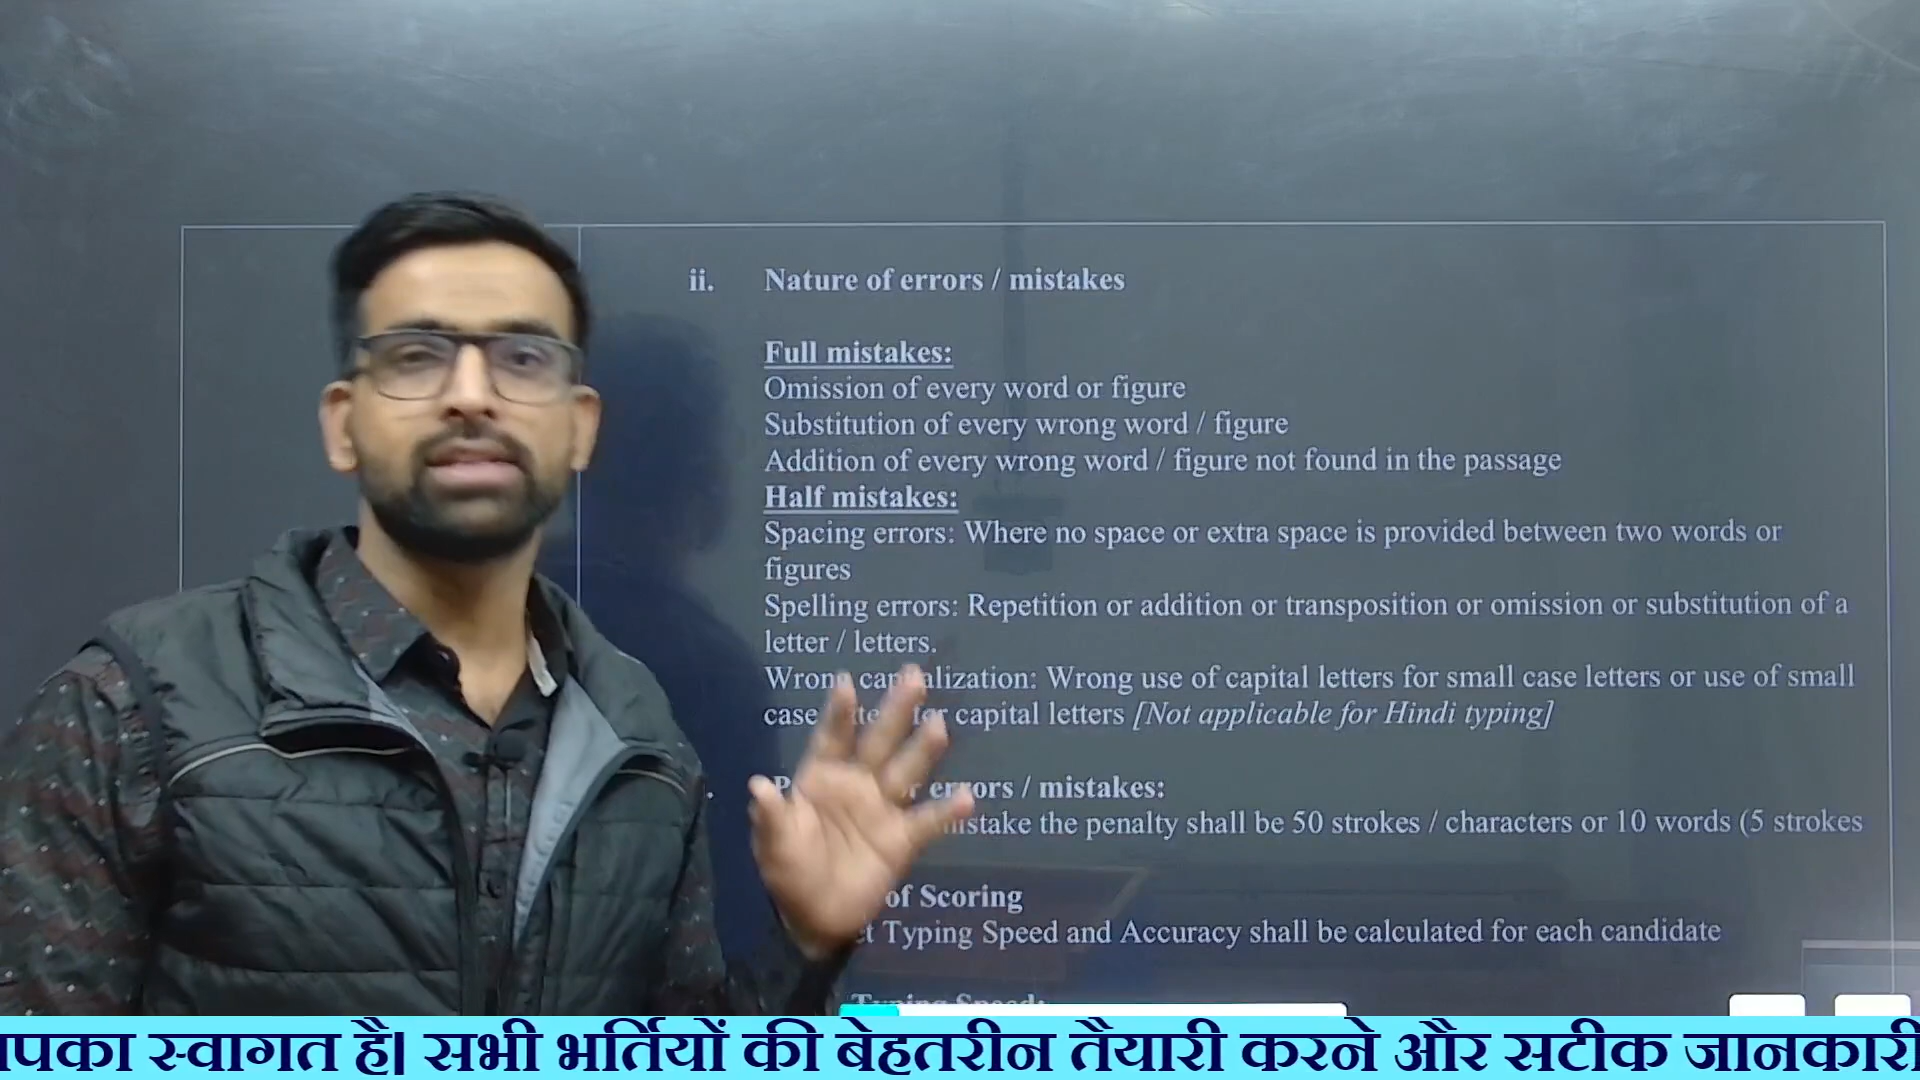 ii. Nature of errors / mistakes
Full mistakes:
Omission of every word or figure
Substitution of every wrong word / figure
Addition of every wrong word / figure not found in the passage
Half mistakes:
Spacing errors: Where no space or extra space is provided between two words or
figures
Spelling errors: Repetition or addition or transposition or omission or substitution of a
letter / letters.
Wrong capitalization: Wrong use of capital letters for small case letters or use of small
case for capital letters [Not applicable for Hindi typing]
errors / mistakes:
mistake the penalty shall be 50 strokes / characters or 10 words (5 strokes
of Scoring
Typing Speed and Accuracy shall be calculated for each candidate
Typing Speed:
स्वागत है। सभी भर्तियों की बेहतरीन तैयारी करने और सटीक जानकारी